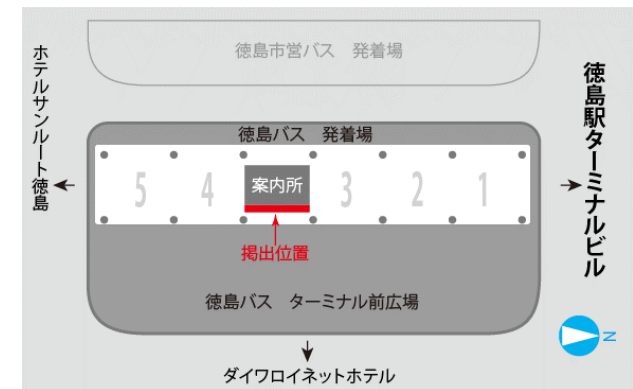 徳島市営バス 発着場
ホテルサンルート徳島
徳島駅ターミナルビル
徳島バス 発着場
5
4
案内所
3
2
1
掲出位置
徳島バス ターミナル前広場
N
ダイワロイネットホテル